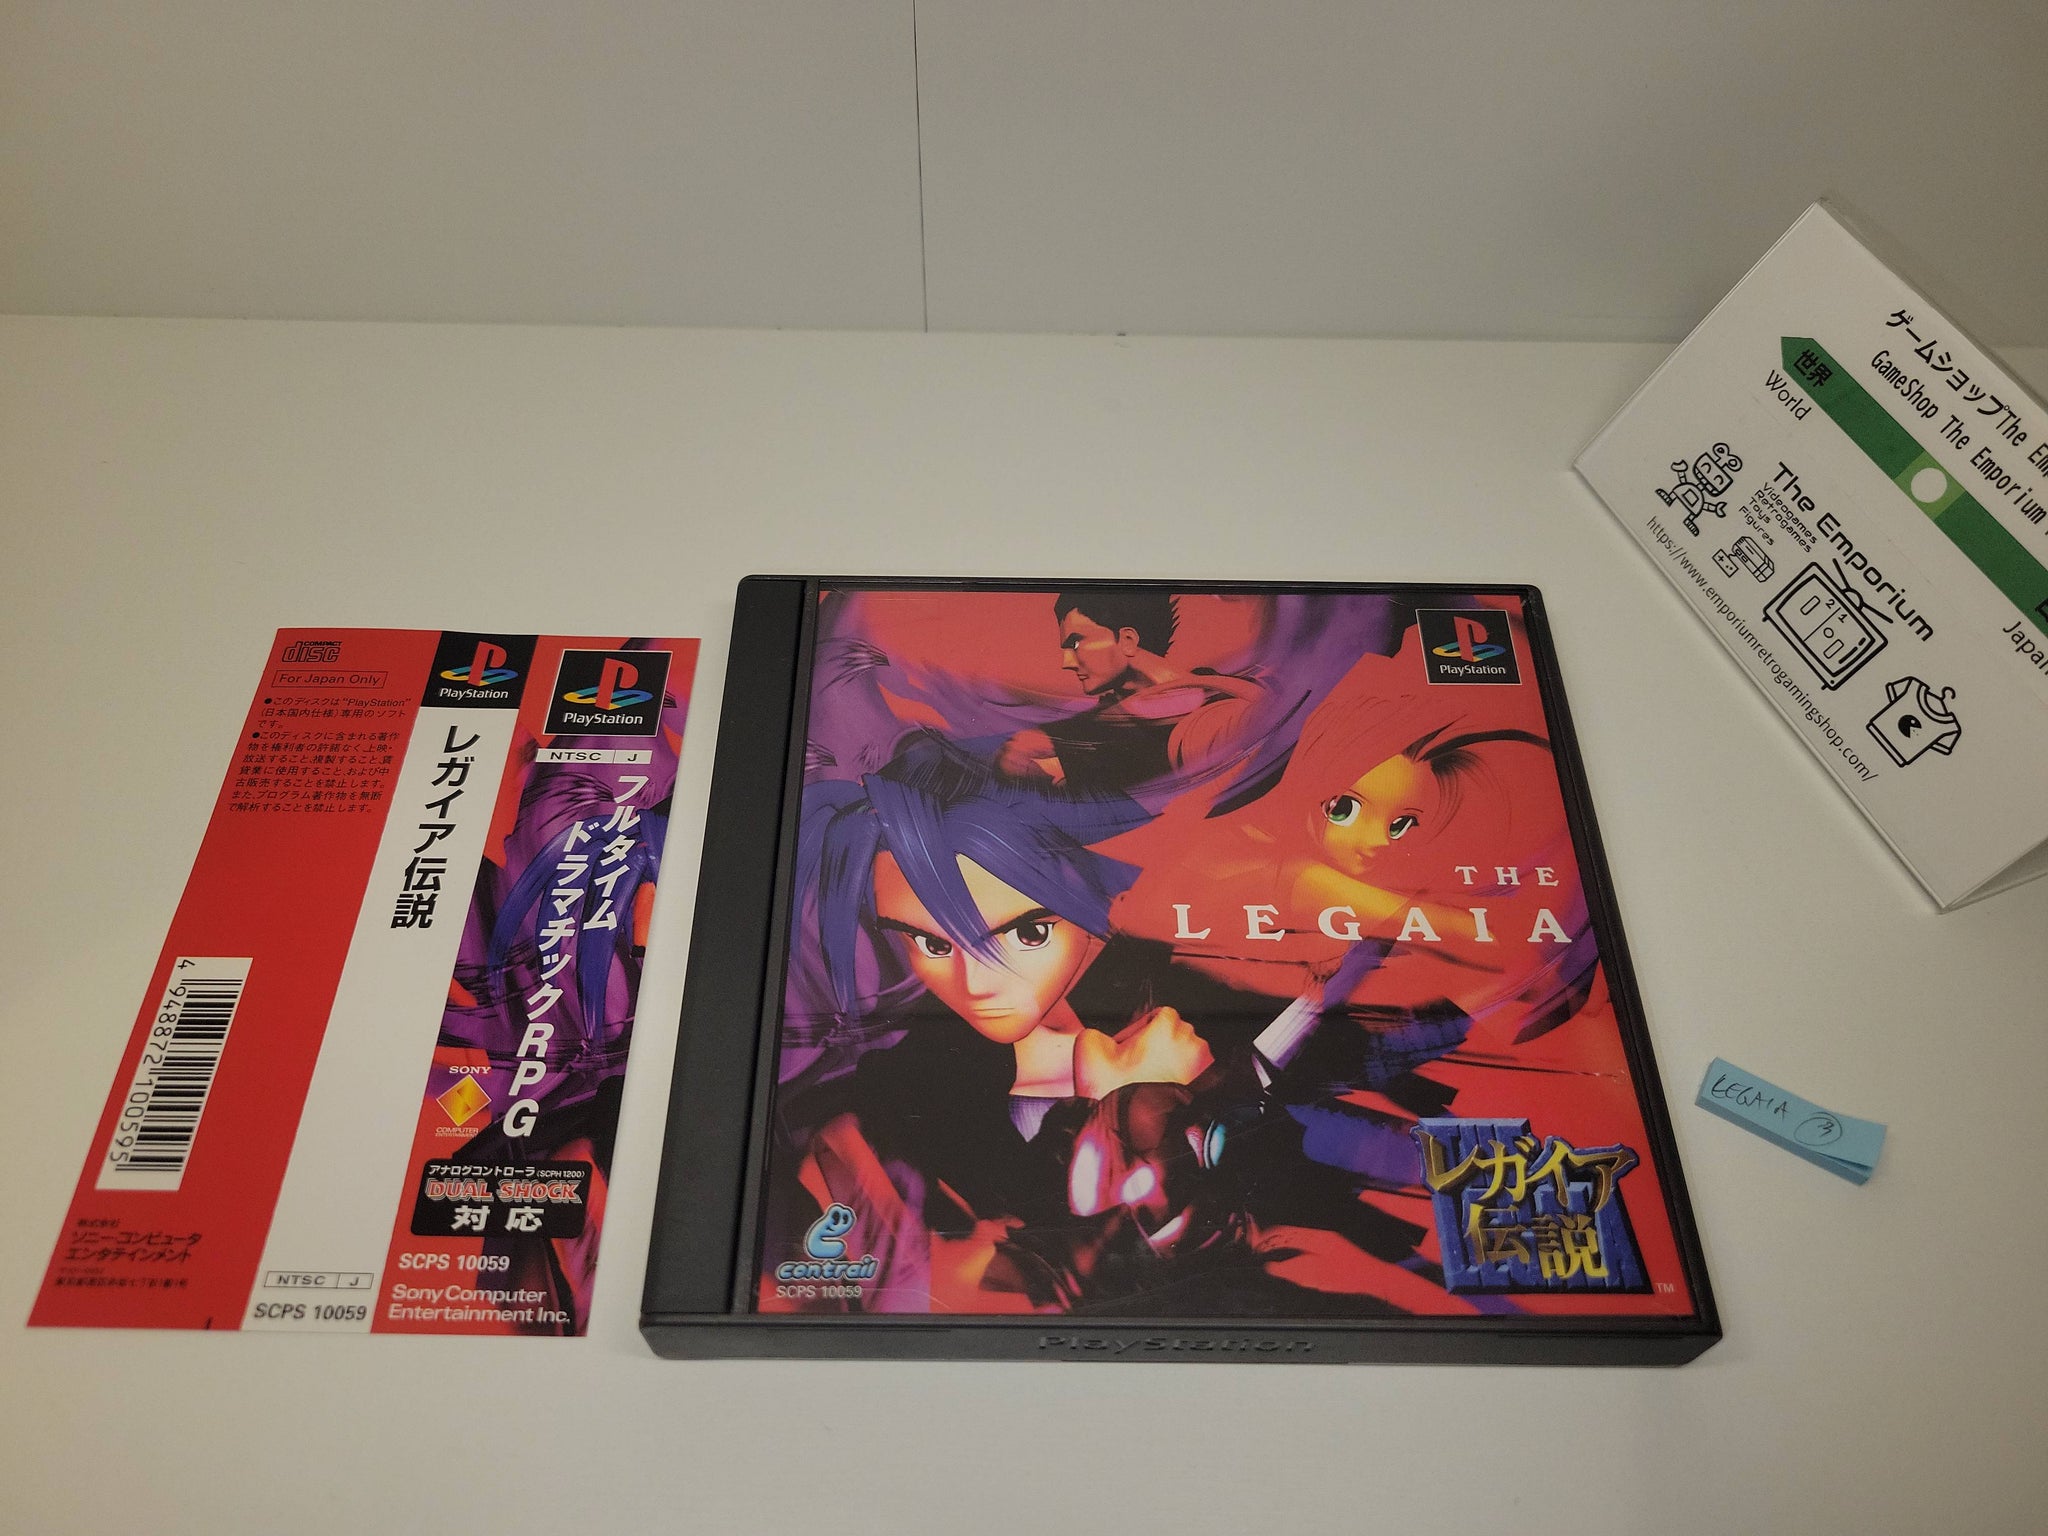 COMPACT
disc
For Japan Only
●このディスクは"PlayStation"
(日本国内仕様)専用のソフト
です。
●このディスクに含まれる著作
物を権利者の許諾なく、上映・
放送すること、複製すること、賃
貸業に使用すること、および中
古販売することを禁止します。
また、プログラム著作物を無断
で解析することを禁止します。
4 948872 100595
株式会社
ソニー・コンピュータ
エンタテインメント
PlayStation
レガイア伝説
NTSC J
SCPS 10059
PlayStation
NTSC J
フルタイム
ドラマチックRPG
SONY
COMPUTER
ENTERTAINMENT
アナログコントローラ(SCPH 1200)
DUAL SHOCK
対応
SCPS 10059
Sony Computer
Entertainment Inc.
PlayStation
THE
LEGAIA
レガイア
伝説
TM
contrail
SCPS 10059
PlayStation
ゲームショップThe
GameShop The Emporium
世界
World
Japan
The Emporium
Videogames
Retrogames
Toys
Figures
2 1
https://www.emporiumretrogamingshop.com/
LEGAIA